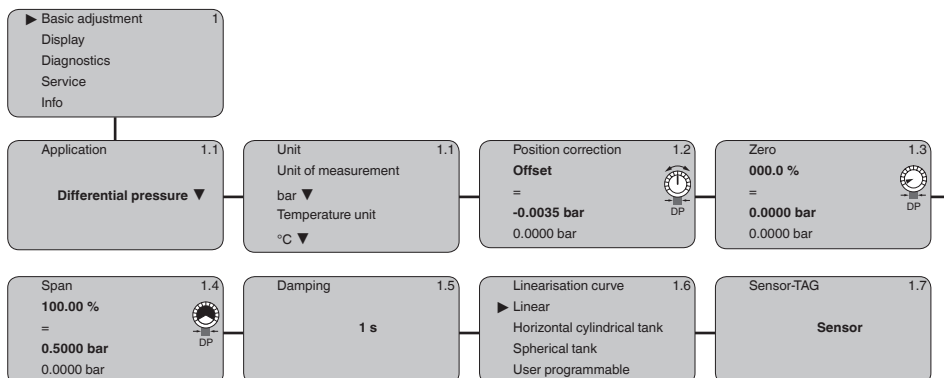 ▶ Basic adjustment 1
Display
Diagnostics
Service
Info
Application 1.1
Differential pressure ▼
Unit 1.1
Unit of measurement
bar ▼
Temperature unit
°C ▼
Position correction 1.2
Offset
=
-0.0035 bar
0.0000 bar
DP
Zero 1.3
000.0 %
=
0.0000 bar
0.0000 bar
DP
Span 1.4
100.00 %
=
0.5000 bar
0.0000 bar
DP
Damping 1.5
1 s
Linearisation curve 1.6
▶ Linear
Horizontal cylindrical tank
Spherical tank
User programmable
Sensor-TAG 1.7
Sensor